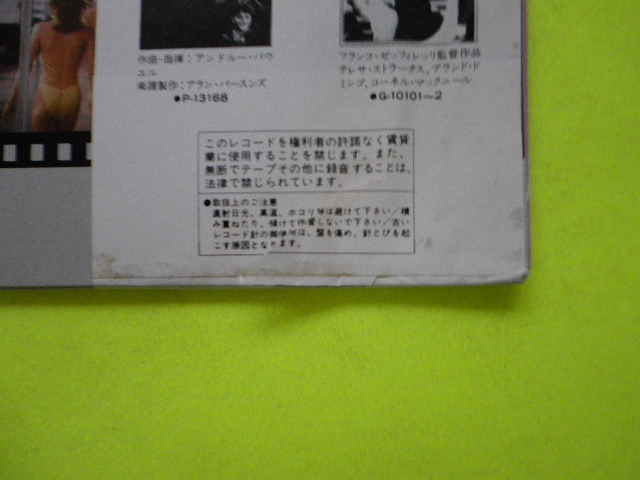 作曲・指揮：アンドルー・パウ
エル
楽譜製作：アラン・パースンズ
●P-13168
フランコ・ゼッフィレッリ監督作品
テレサ・ストラータス、プラシド・ド
ミンゴ、コーネル・マックニール
●G-10101〜2
このレコードを権利者の許諾なく賃貸
業に使用することを禁じます。また、
無断でテープその他に録音することは、
法律で禁じられています。
●取扱上のご注意
直射日光、高温、ホコリ等は避けて下さい／積
み重ねたり、傾けて保管しないで下さい／古い
レコード針の御使用は、盤を痛め、針とびを起
こす原因となります。